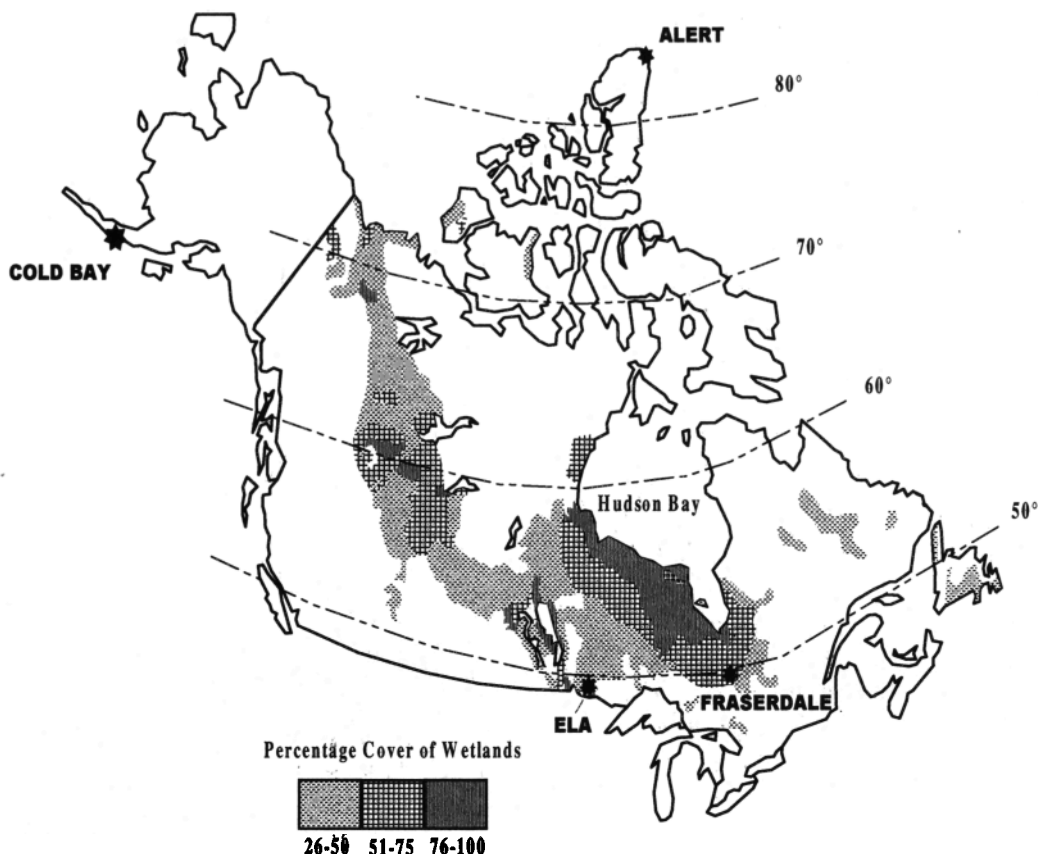 ALERT
80°
70°
COLD BAY
60°
Hudson Bay
50°
FRASERDALE
ELA
Percentage Cover of Wetlands
26-50 51-75 76-100